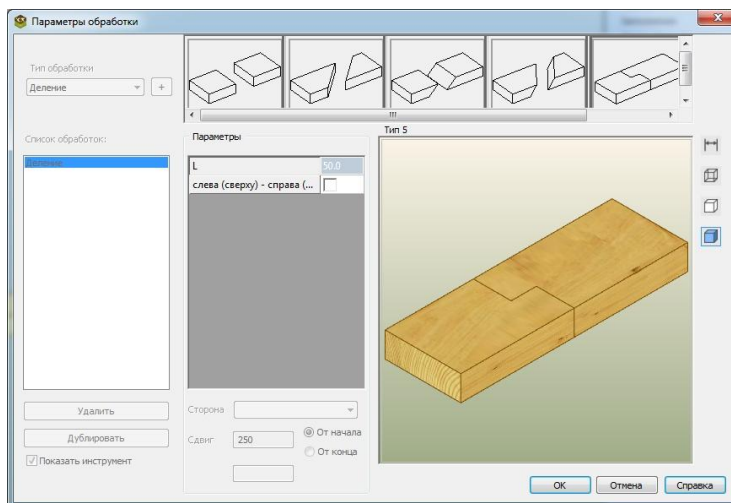 Параметры обработки
Тип обработки
Деление
+
Список обработок:
Деление
Параметры
L 50.0
слева (сверху) - справа (...
Тип 5
Удалить
Дублировать
Показать инструмент
Сторона
Сдвиг 250
От начала
От конца
OK
Отмена
Справка